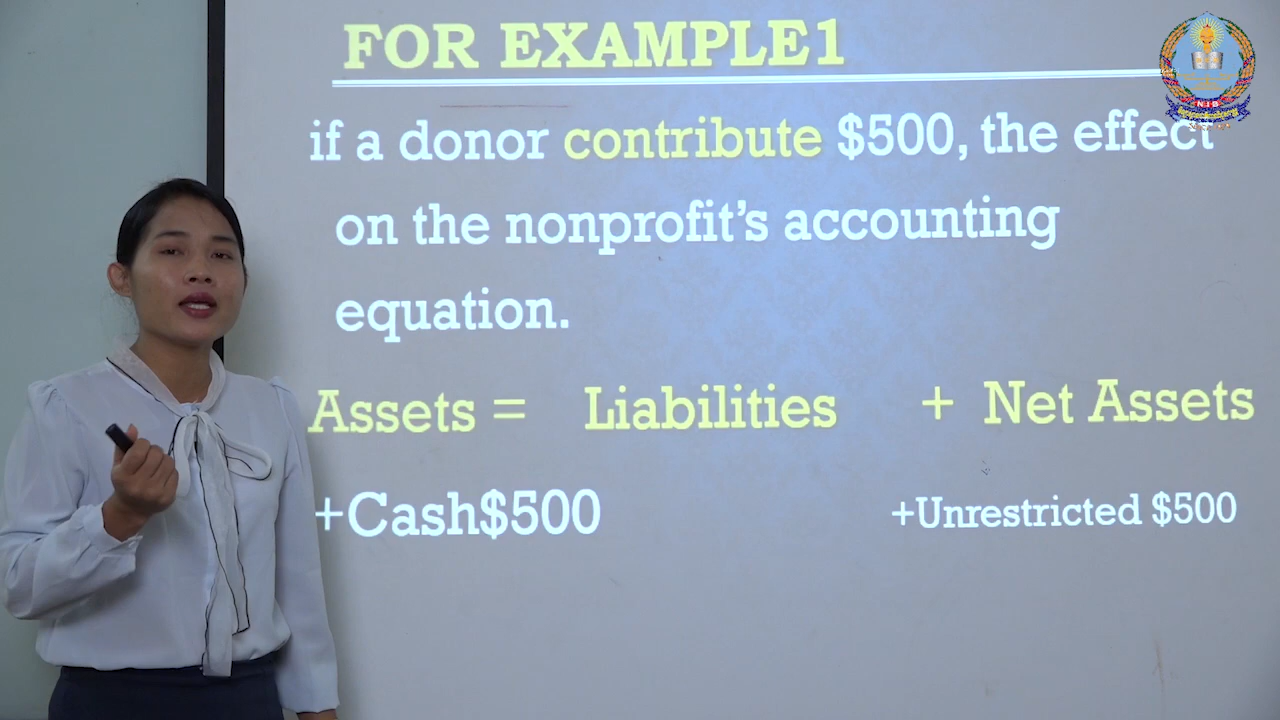 FOR EXAMPLE1
if a donor contribute $500, the effect
on the nonprofit's accounting
equation.
Assets = Liabilities + Net Assets
+Cash$500 +Unrestricted $500
N I B